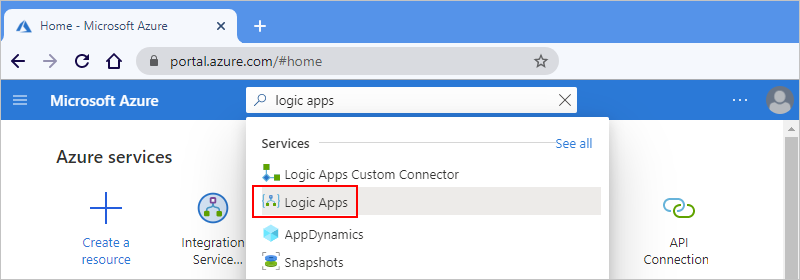 Home - Microsoft Azure
portal.azure.com/#home
Microsoft Azure
logic apps
Services
See all
Azure services
Logic Apps Custom Connector
Logic Apps
AppDynamics
Snapshots
Create a
resource
Integration
Service...
API
Connection